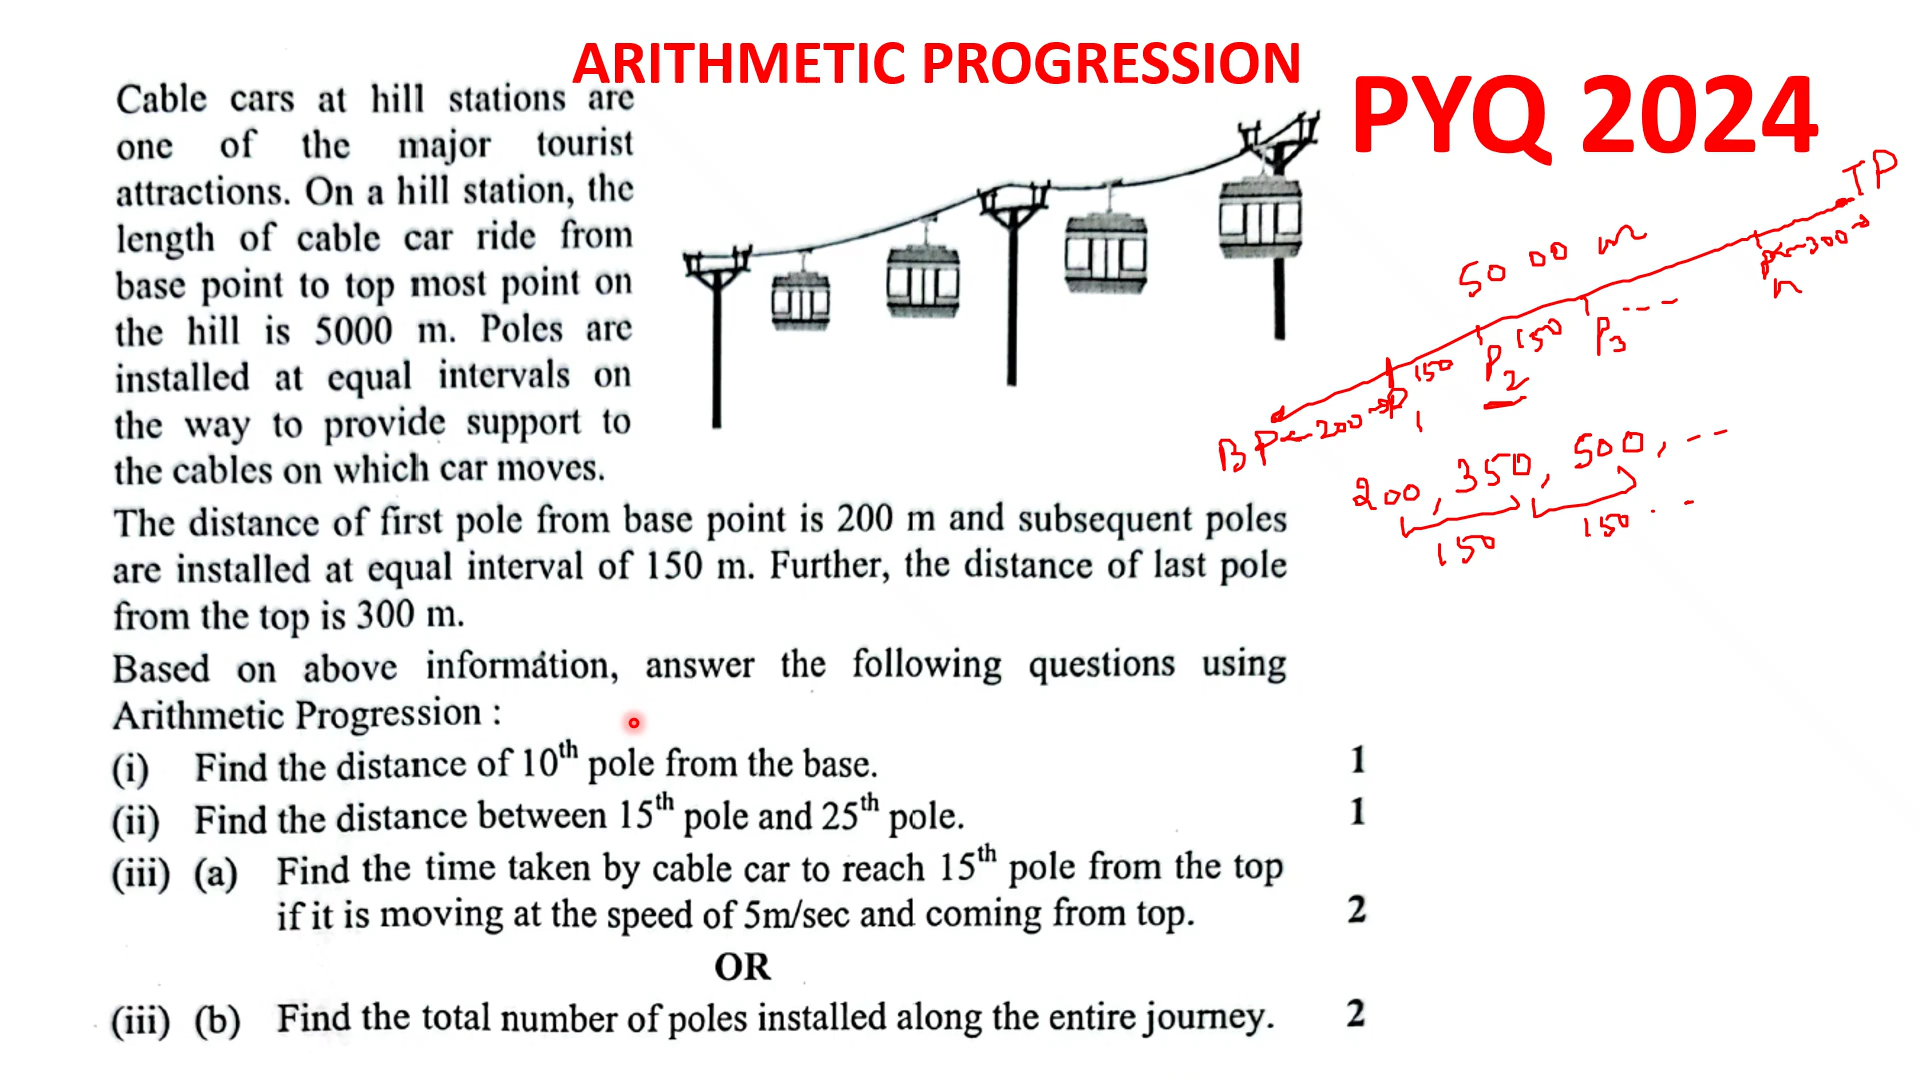 ARITHMETIC PROGRESSION
PYQ 2024
Cable cars at hill stations are
one of the major tourist
attractions. On a hill station, the
length of cable car ride from
base point to top most point on
the hill is 5000 m. Poles are
installed at equal intervals on
the way to provide support to
the cables on which car moves.
The distance of first pole from base point is 200 m and subsequent poles
are installed at equal interval of 150 m. Further, the distance of last pole
from the top is 300 m.
Based on above information, answer the following questions using
Arithmetic Progression :
(i) Find the distance of 10th pole from the base. 1
(ii) Find the distance between 15th pole and 25th pole. 1
(iii) (a) Find the time taken by cable car to reach 15th pole from the top
if it is moving at the speed of 5m/sec and coming from top. 2
OR
(iii) (b) Find the total number of poles installed along the entire journey. 2
TP
5000 m
Pn ←300→
BP ←200→ P1 150 P2 150 P3 ---
200, 350, 500, ---
150 150 . -